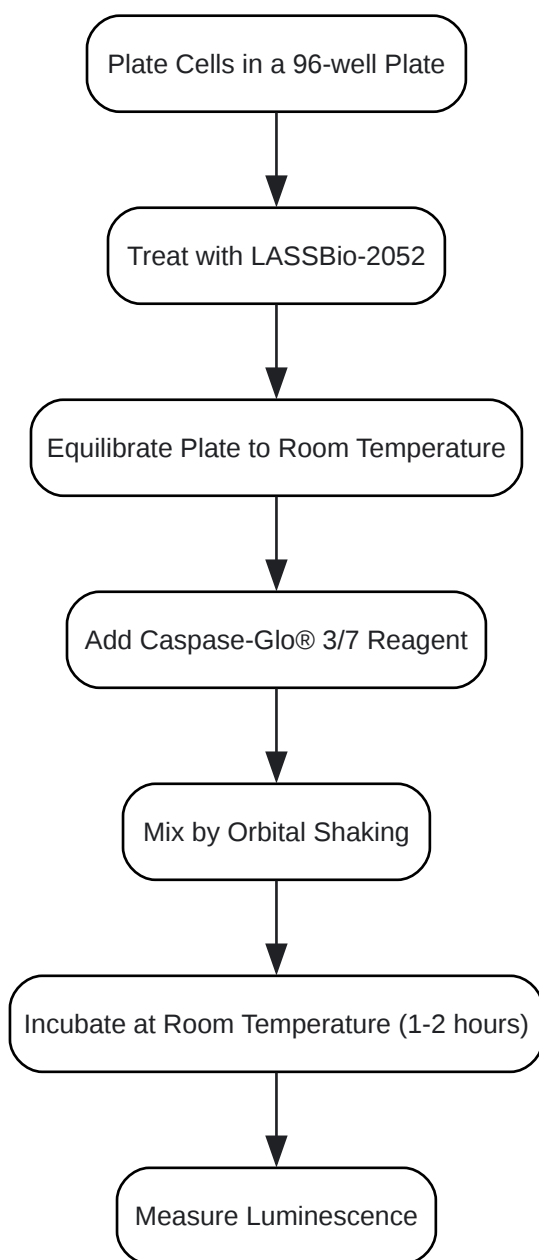 Plate Cells in a 96-well Plate
Treat with LASSBio-2052
Equilibrate Plate to Room Temperature
Add Caspase-Glo® 3/7 Reagent
Mix by Orbital Shaking
Incubate at Room Temperature (1-2 hours)
Measure Luminescence